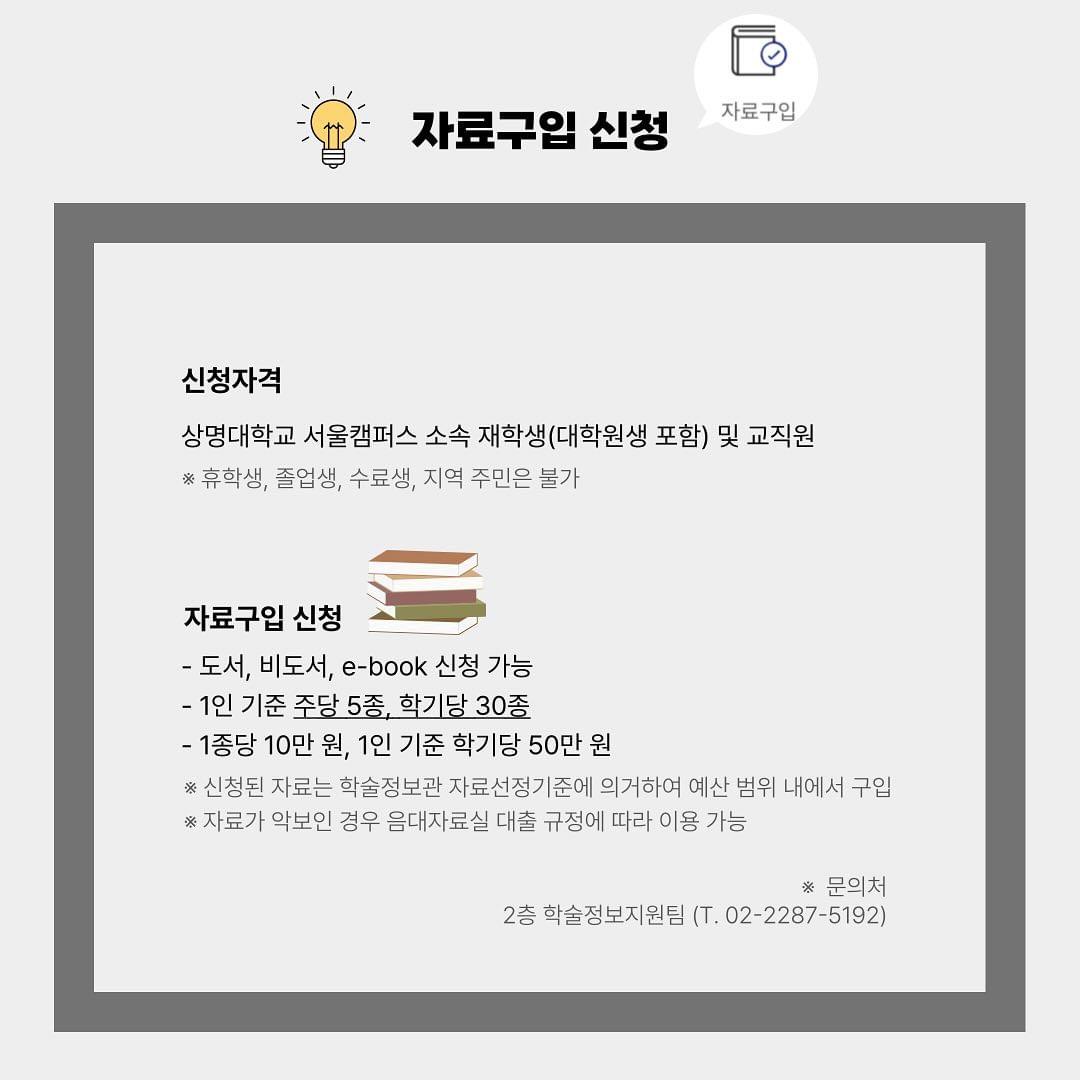 자료구입
자료구입 신청
신청자격
상명대학교 서울캠퍼스 소속 재학생(대학원생 포함) 및 교직원
※ 휴학생, 졸업생, 수료생, 지역 주민은 불가
자료구입 신청
- 도서, 비도서, e-book 신청 가능
- 1인 기준 주당 5종, 학기당 30종
- 1종당 10만 원, 1인 기준 학기당 50만 원
※ 신청된 자료는 학술정보관 자료선정기준에 의거하여 예산 범위 내에서 구입
※ 자료가 악보인 경우 음대자료실 대출 규정에 따라 이용 가능
※ 문의처
2층 학술정보지원팀 (T. 02-2287-5192)